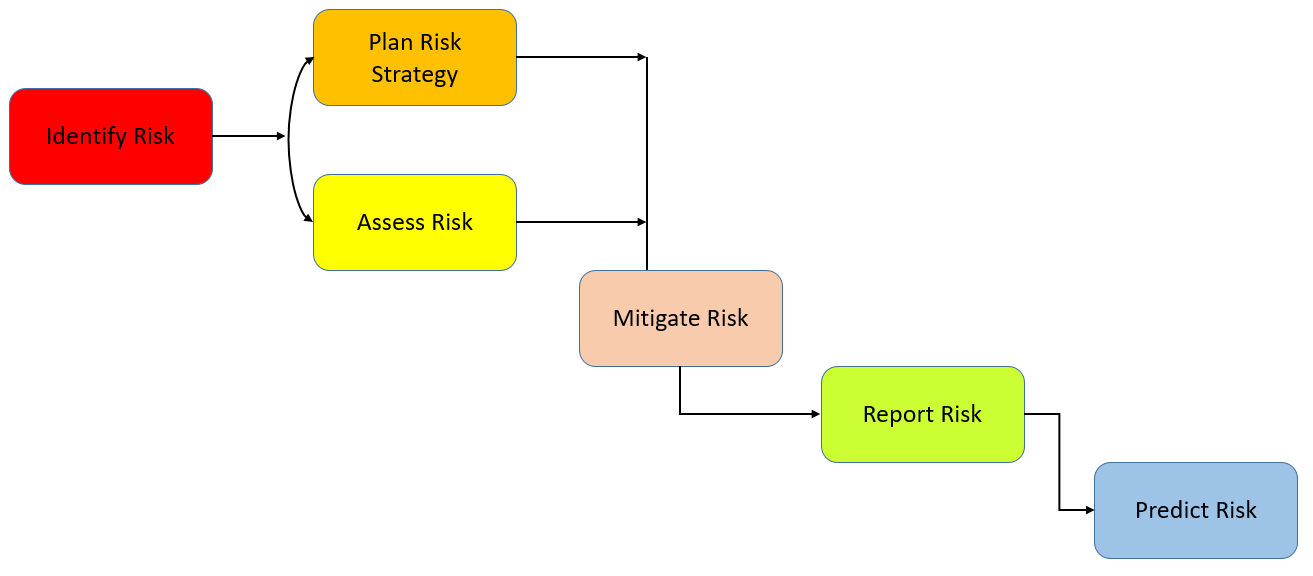 Identify Risk
Plan Risk
Strategy
Assess Risk
Mitigate Risk
Report Risk
Predict Risk